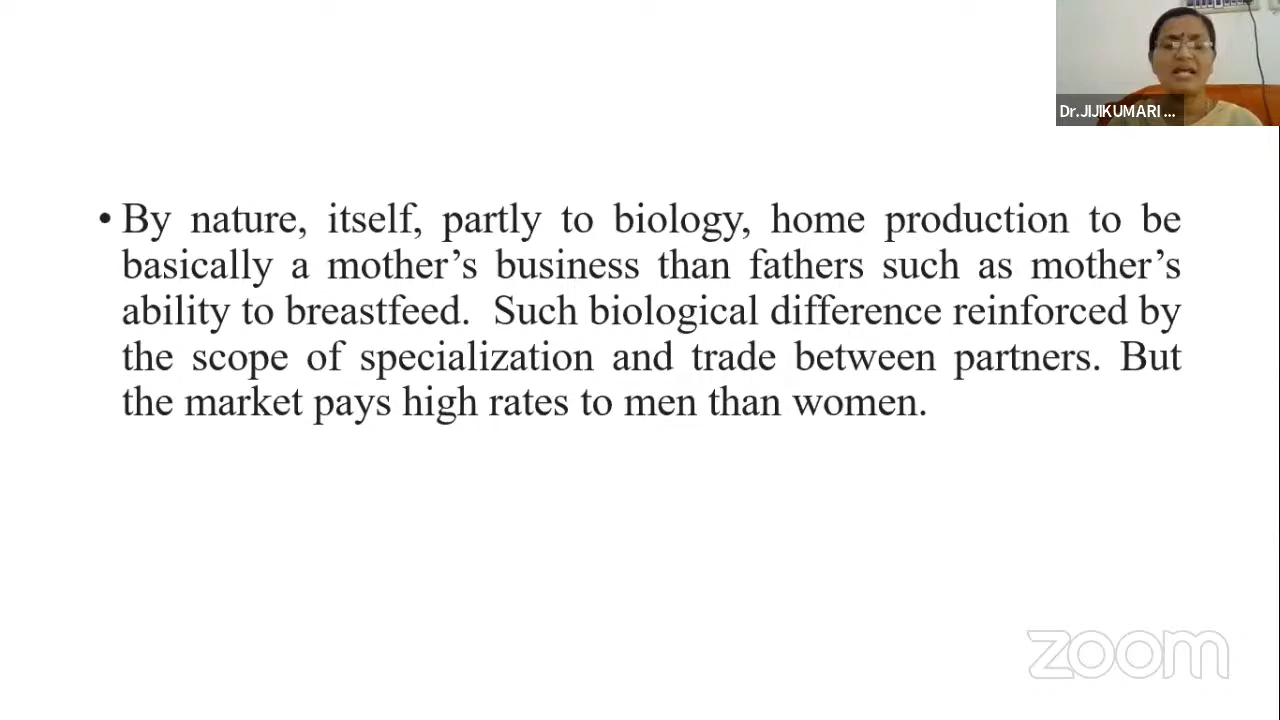 Dr.JIJIKUMARI ...
• By nature, itself, partly to biology, home production to be
basically a mother’s business than fathers such as mother’s
ability to breastfeed. Such biological difference reinforced by
the scope of specialization and trade between partners. But
the market pays high rates to men than women.
zoom